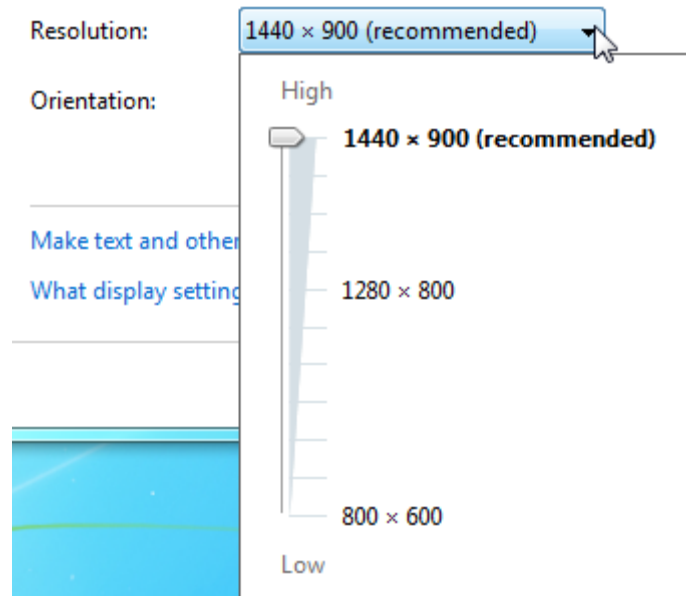 Resolution:
1440 × 900 (recommended)
Orientation:
High
1440 × 900 (recommended)
Make text and other
What display setting
1280 × 800
800 × 600
Low